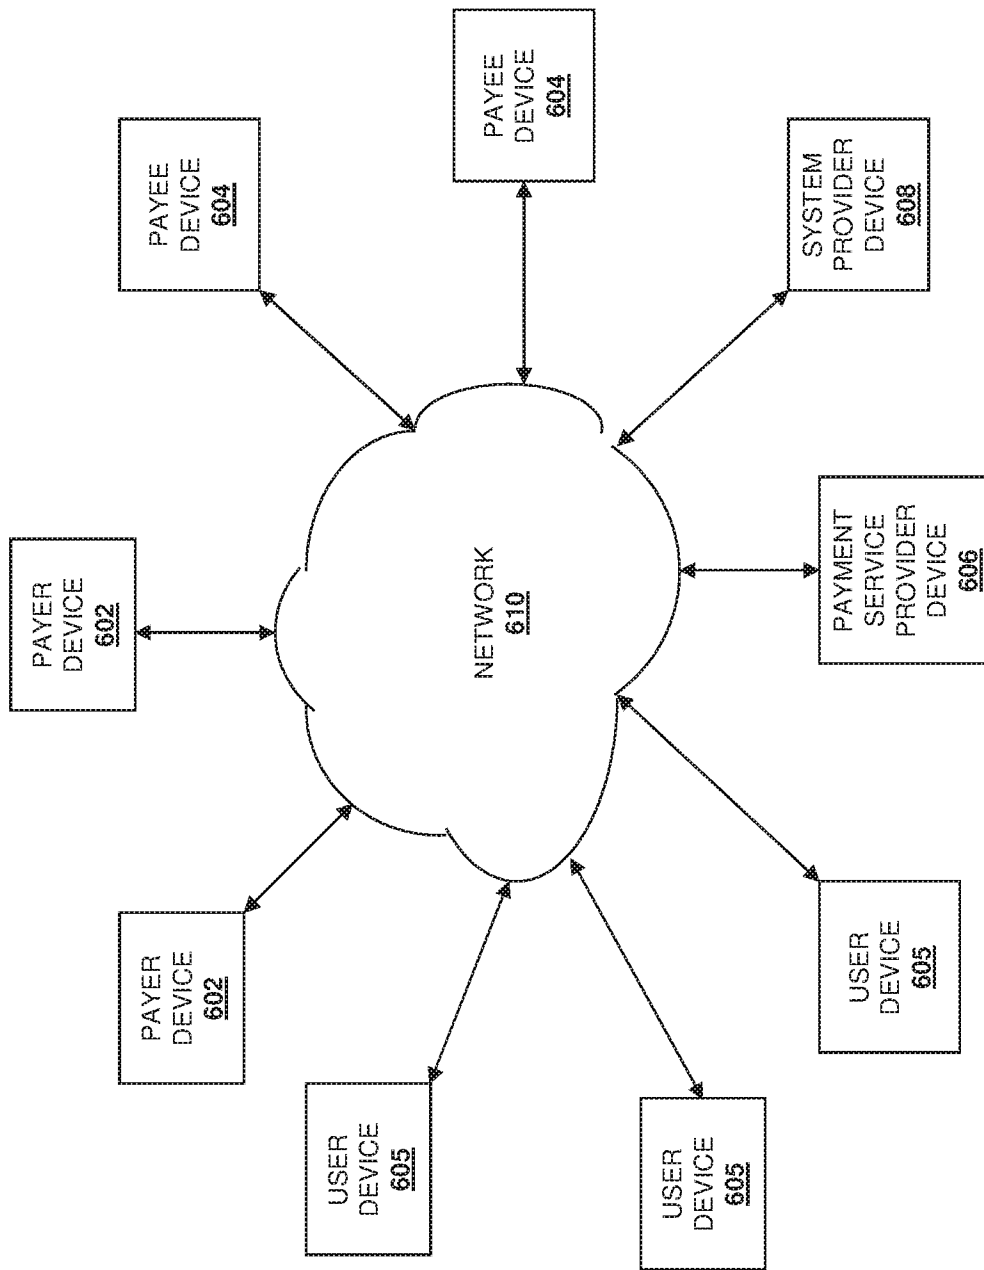 PAYER
DEVICE
602
PAYER
DEVICE
602
PAYEE
DEVICE
604
USER
DEVICE
605
NETWORK
610
PAYEE
DEVICE
604
USER
DEVICE
605
USER
DEVICE
605
PAYMENT
SERVICE
PROVIDER
DEVICE
606
SYSTEM
PROVIDER
DEVICE
608